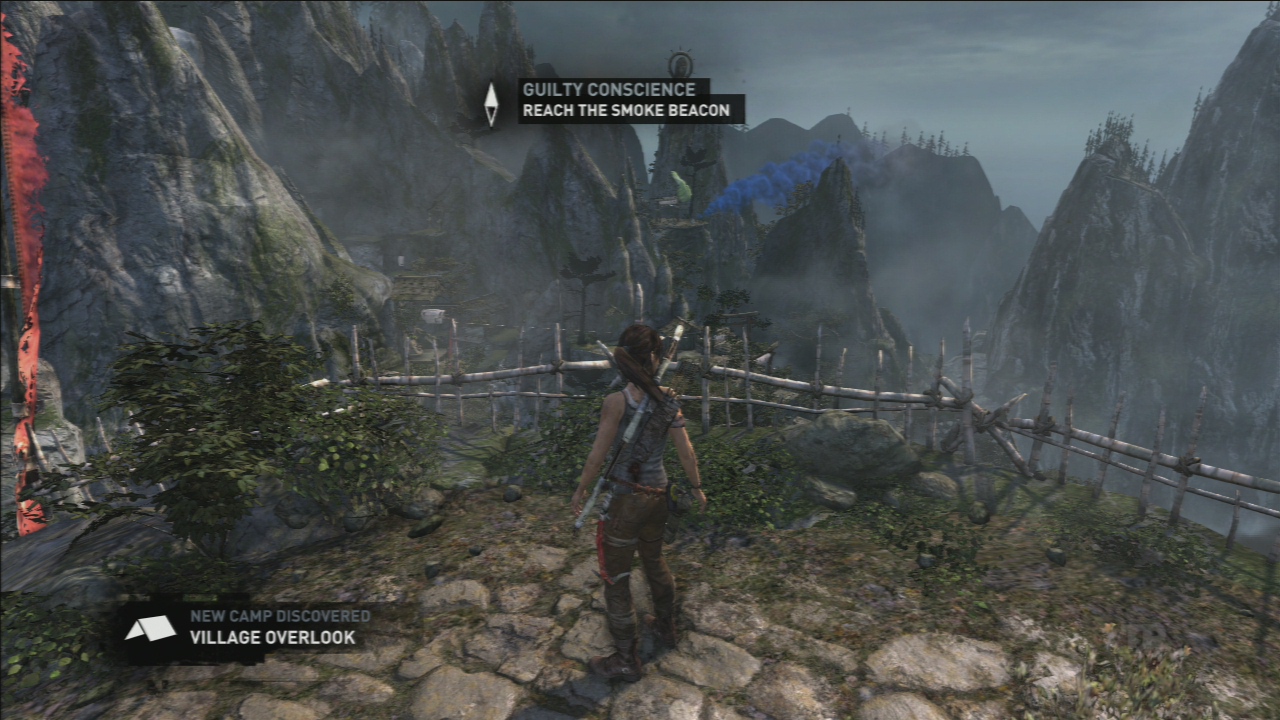 GUILTY CONSCIENCE
REACH THE SMOKE BEACON
NEW CAMP DISCOVERED
VILLAGE OVERLOOK